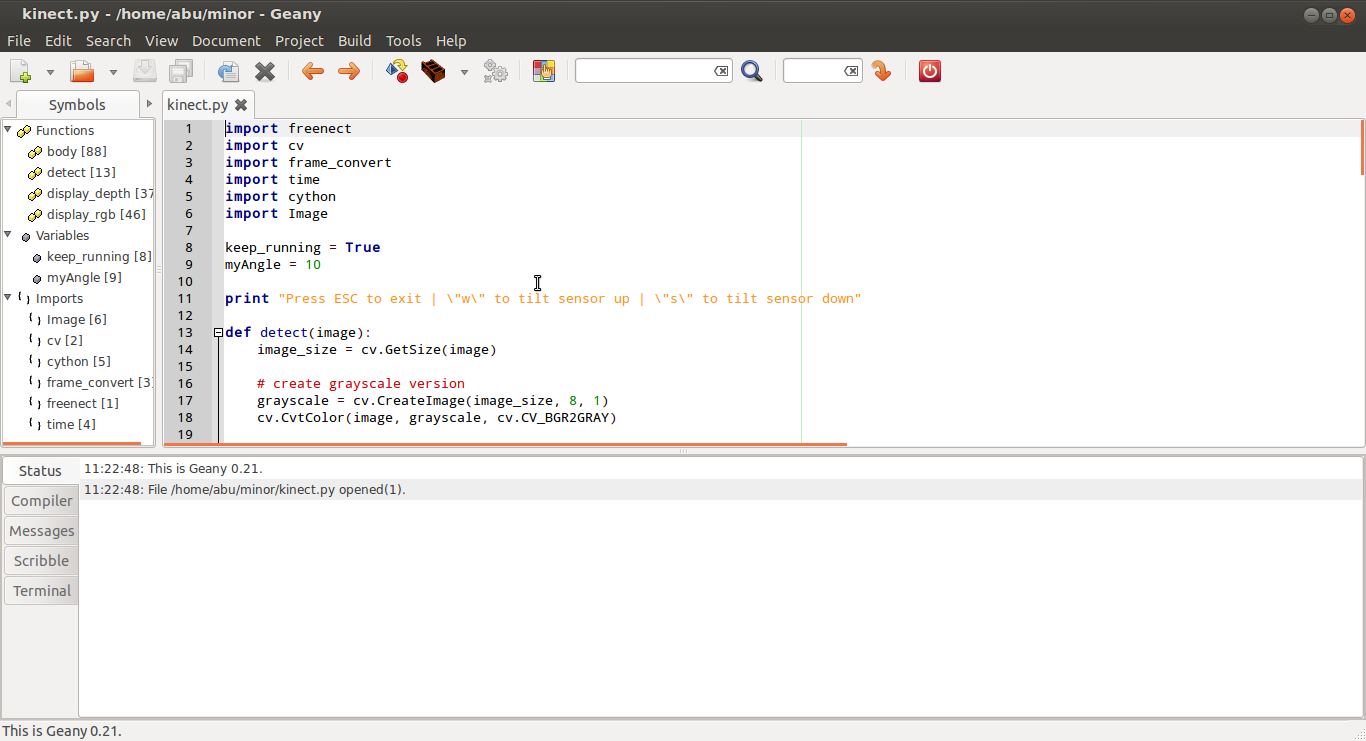 kinect.py - /home/abu/minor - Geany
File Edit Search View Document Project Build Tools Help
Symbols
Functions
body [88]
detect [13]
display_depth [37
display_rgb [46]
Variables
keep_running [8]
myAngle [9]
Imports
Image [6]
cv [2]
cython [5]
frame_convert [3]
freenect [1]
time [4]
kinect.py
1 import freenect
2 import cv
3 import frame_convert
4 import time
5 import cython
6 import Image
7
8 keep_running = True
9 myAngle = 10
10
11 print "Press ESC to exit | \"w\" to tilt sensor up | \"s\" to tilt sensor down"
12
13 def detect(image):
14 image_size = cv.GetSize(image)
15
16 # create grayscale version
17 grayscale = cv.CreateImage(image_size, 8, 1)
18 cv.CvtColor(image, grayscale, cv.CV_BGR2GRAY)
19
Status
Compiler
Messages
Scribble
Terminal
11:22:48: This is Geany 0.21.
11:22:48: File /home/abu/minor/kinect.py opened(1).
This is Geany 0.21.